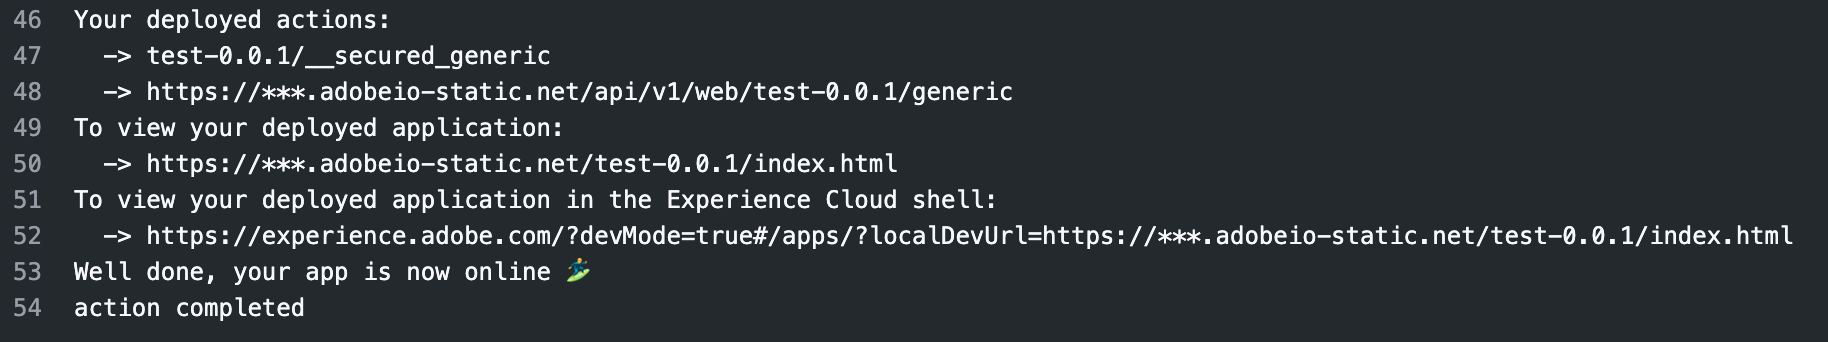 46 Your deployed actions:
47 -> test-0.0.1/__secured_generic
48 -> https://***.adobeio-static.net/api/v1/web/test-0.0.1/generic
49 To view your deployed application:
50 -> https://***.adobeio-static.net/test-0.0.1/index.html
51 To view your deployed application in the Experience Cloud shell:
52 -> https://experience.adobe.com/?devMode=true#/apps/?localDevUrl=https://***.adobeio-static.net/test-0.0.1/index.html
53 Well done, your app is now online 🏄
54 action completed